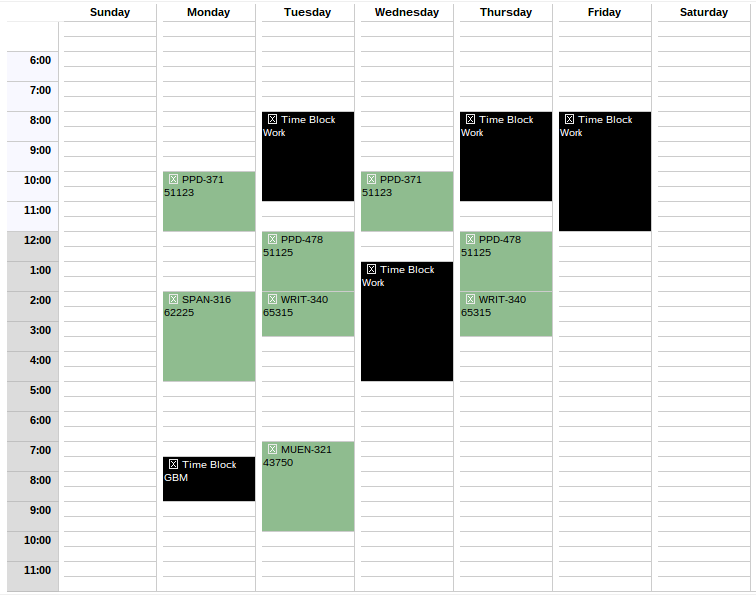 Sunday Monday Tuesday Wednesday Thursday Friday Saturday
6:00
7:00
8:00
Time Block
Work
Time Block
Work
Time Block
Work
9:00
10:00
PPD-371
51123
PPD-371
51123
11:00
12:00
PPD-478
51125
PPD-478
51125
1:00
Time Block
Work
2:00
SPAN-316
62225
WRIT-340
65315
WRIT-340
65315
3:00
4:00
5:00
6:00
7:00
MUEN-321
43750
Time Block
GBM
8:00
9:00
10:00
11:00